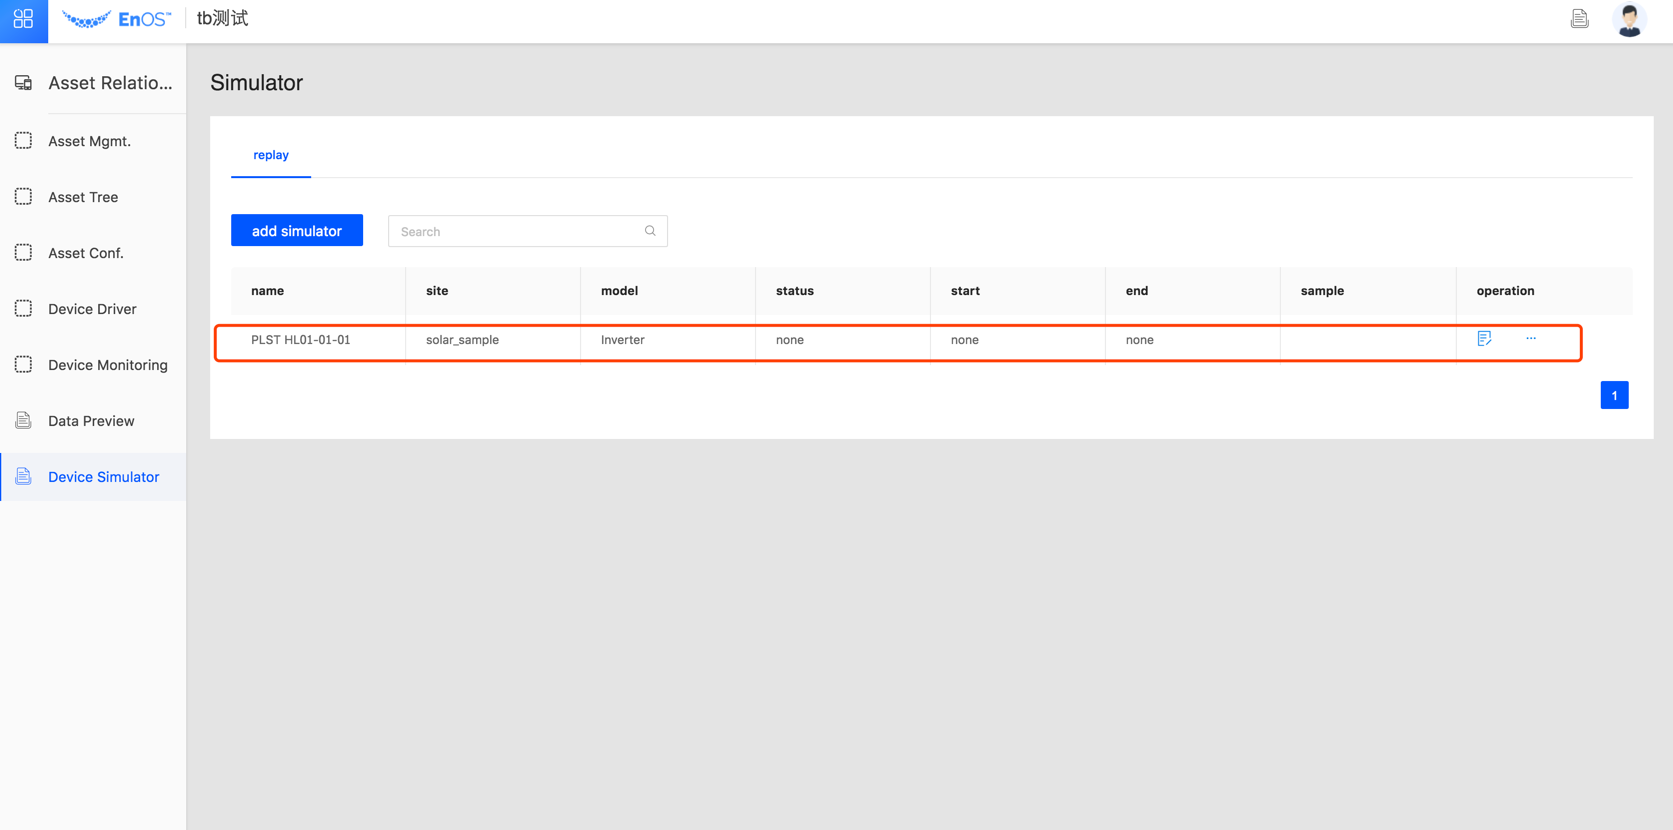 EnOS™ tb测试
Asset Relatio...
Asset Mgmt.
Asset Tree
Asset Conf.
Device Driver
Device Monitoring
Data Preview
Device Simulator
Simulator
replay
add simulator Search
name site model status start end sample operation
PLST HL01-01-01 solar_sample Inverter none none none ...
1